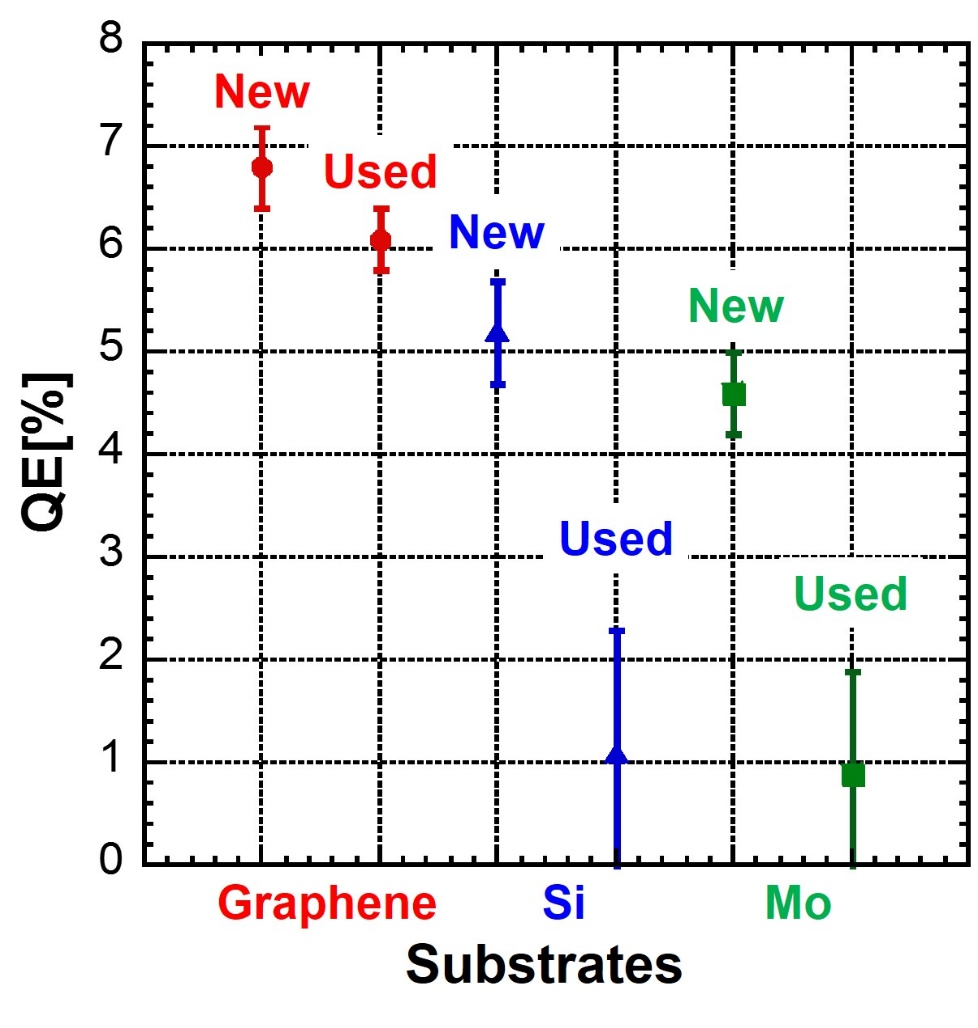 8
New
7
Used
6
New
New
5
QE[%]
4
Used
3
Used
2
1
0
Graphene Si Mo
Substrates